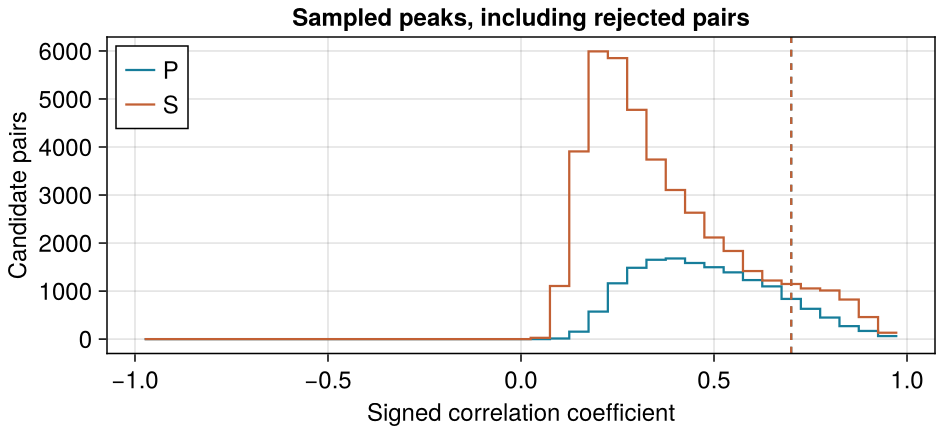 Sampled peaks, including rejected pairs
P
S
Candidate pairs
6000
5000
4000
3000
2000
1000
0
−1.0 −0.5 0.0 0.5 1.0
Signed correlation coefficient